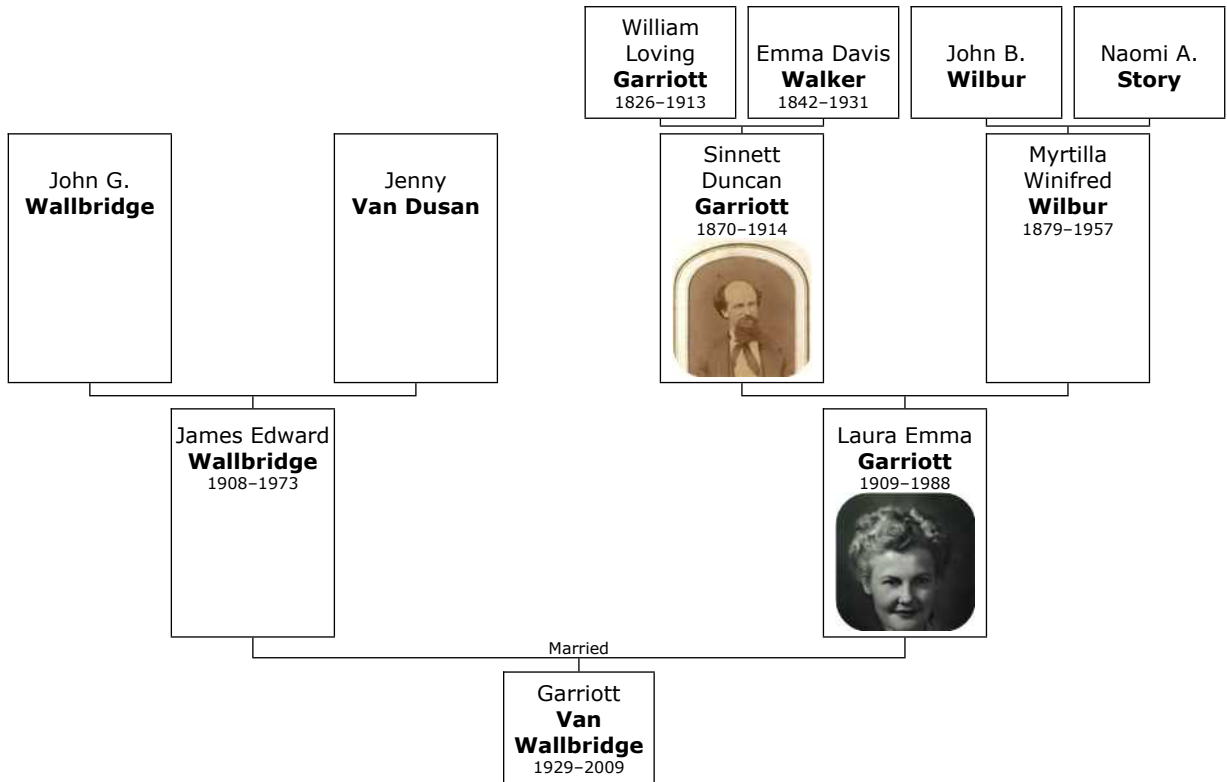 William
Loving
Garriott
1826–1913
Emma Davis
Walker
1842–1931
John B.
Wilbur
Naomi A.
Story
John G.
Wallbridge
Jenny
Van Dusan
Sinnett
Duncan
Garriott
1870–1914
Myrtilla
Winifred
Wilbur
1879–1957
James Edward
Wallbridge
1908–1973
Laura Emma
Garriott
1909–1988
Married
Garriott
Van
Wallbridge
1929–2009